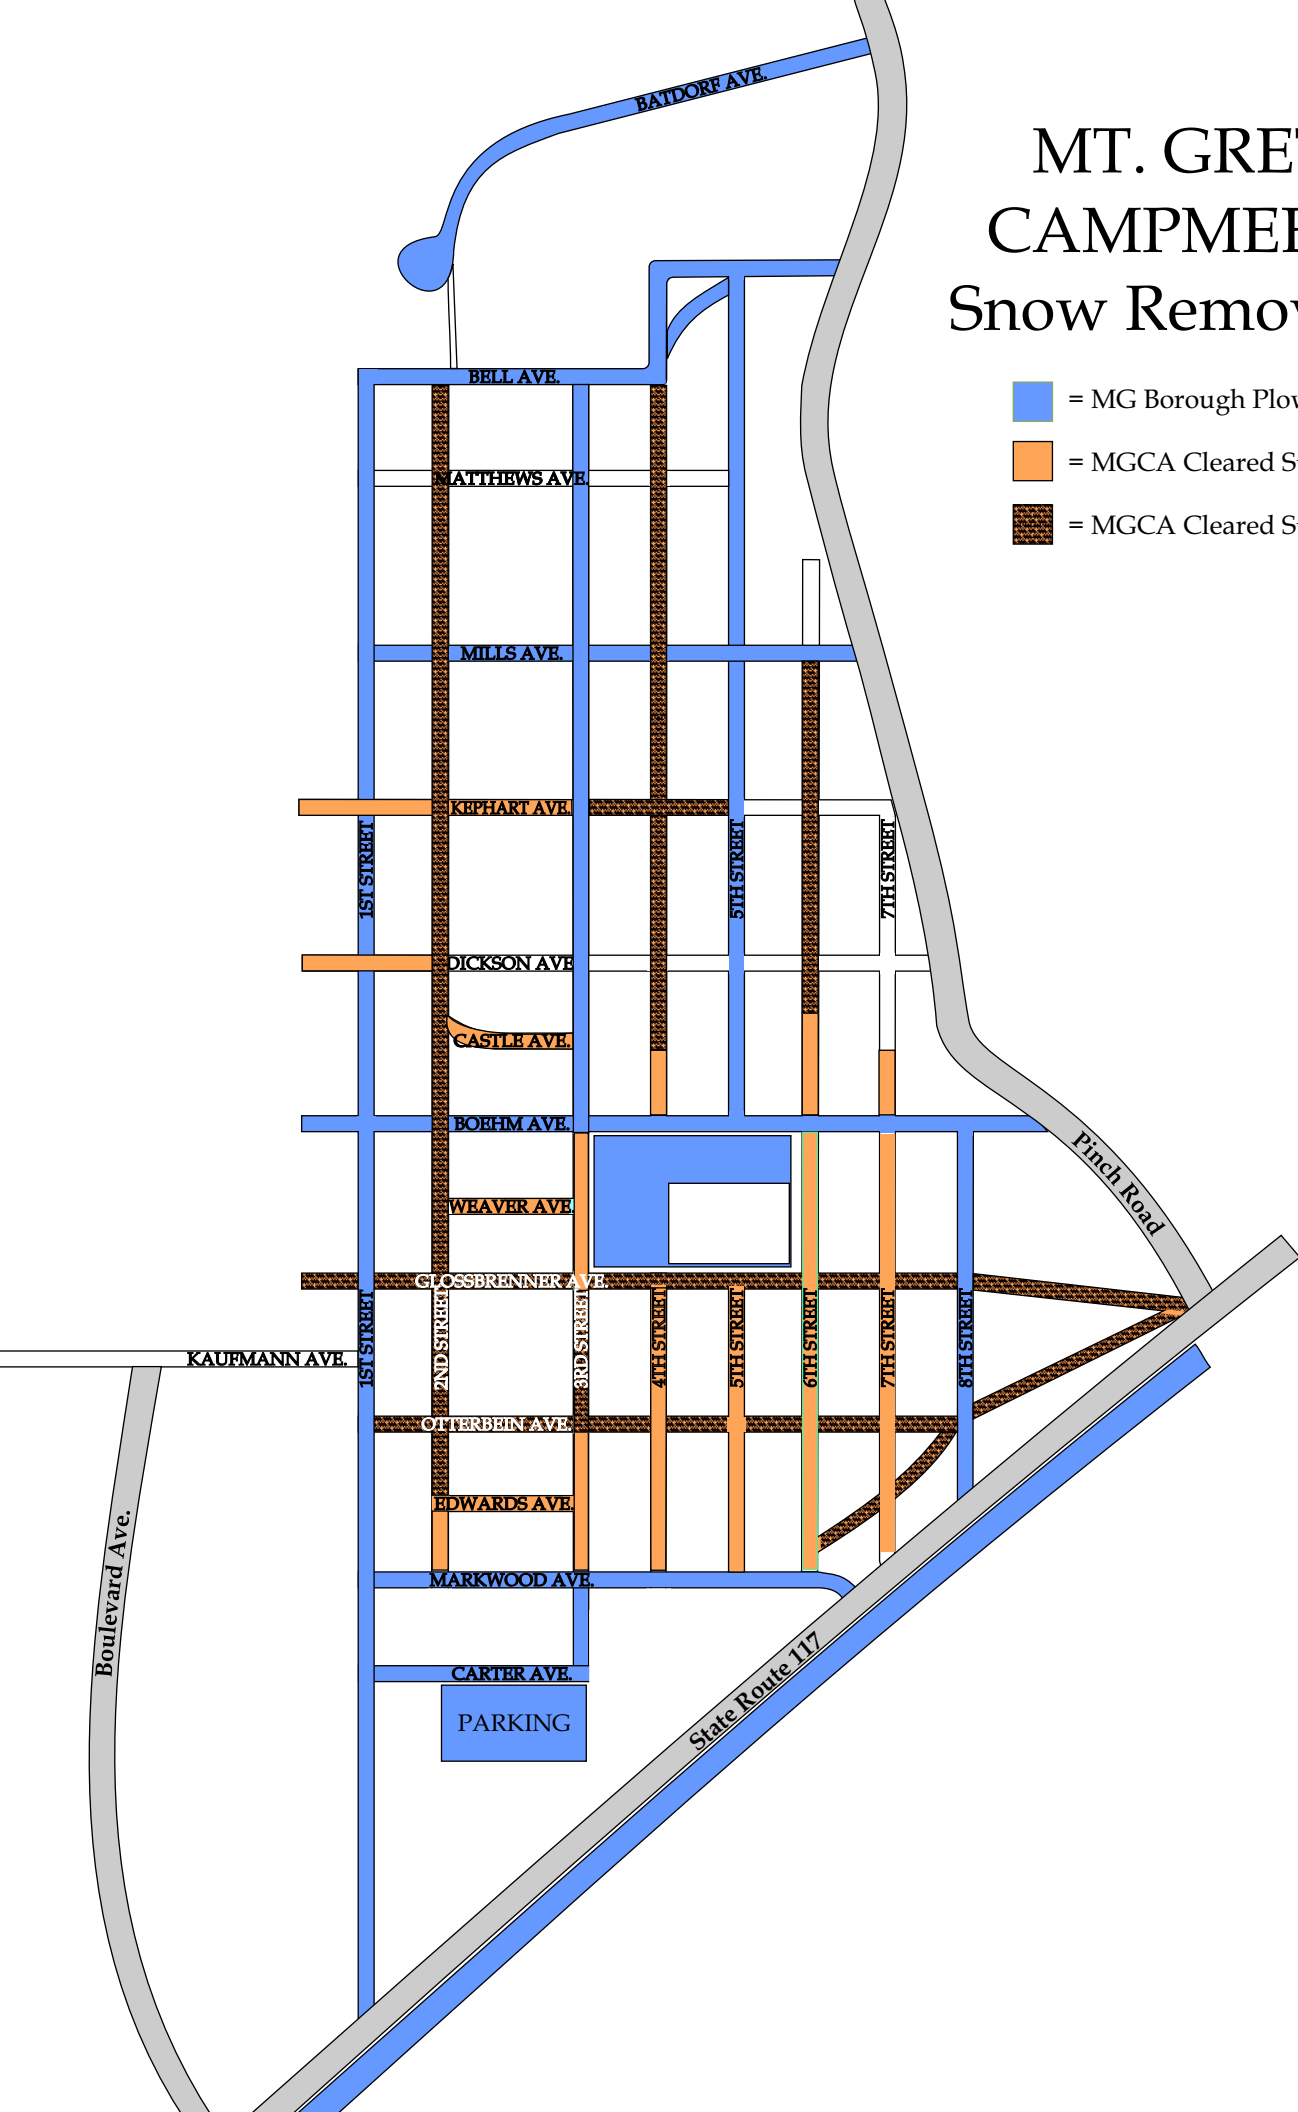 BATDORF AVE.
MT. GRE
CAMPME
Snow Remo
= MG Borough Plo
= MGCA Cleared S
= MGCA Cleared S
BELL AVE.
MATTHEWS AVE.
MILLS AVE.
KEPHART AVE.
1ST STREET
5TH STREET
7TH STREET
DICKSON AVE
CASTLE AVE.
BOEHM AVE.
Pinch Road
WEAVER AVE.
GLOSSBRENNER AVE.
1ST STREET
2ND STREET
3RD STREET
4TH STREET
5TH STREET
6TH STREET
7TH STREET
8TH STREET
KAUFMANN AVE.
OTTERBEIN AVE.
EDWARDS AVE.
Boulevard Ave.
MARKWOOD AVE.
State Route 117
CARTER AVE.
PARKING